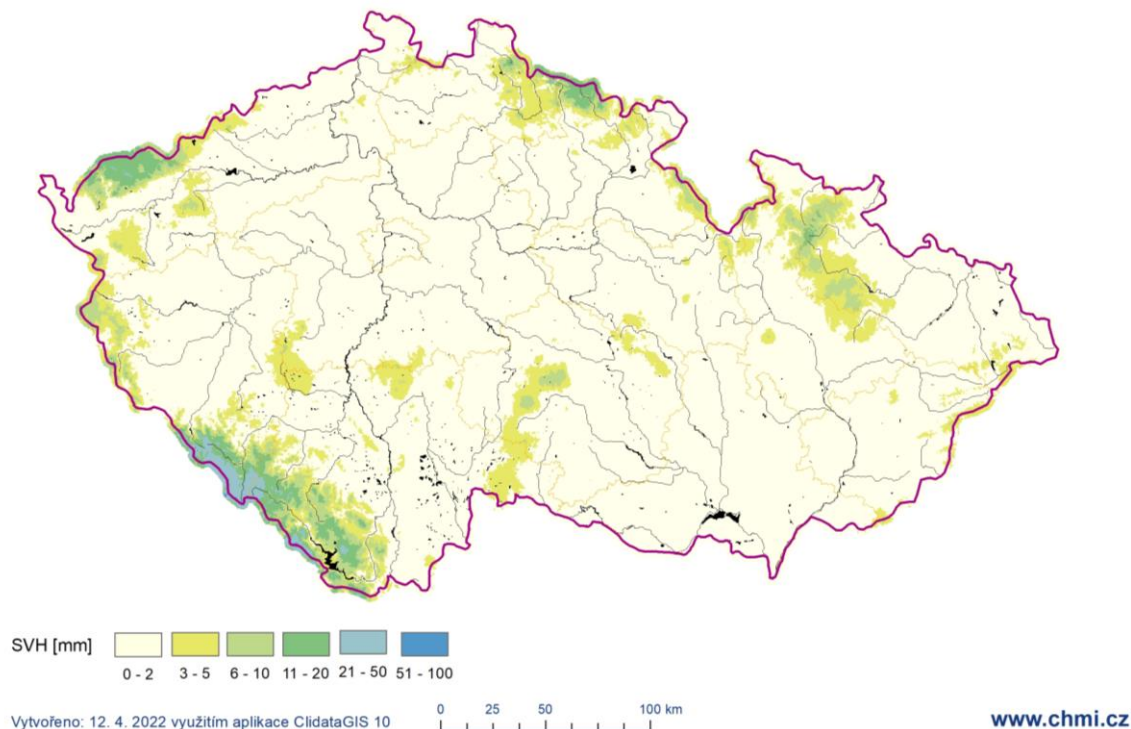 SVH [mm]
0 - 2 3 - 5 6 - 10 11 - 20 21 - 50 51 - 100
0 25 50 100 km
Vytvořeno: 12. 4. 2022 využitím aplikace ClidataGIS 10
www.chmi.cz